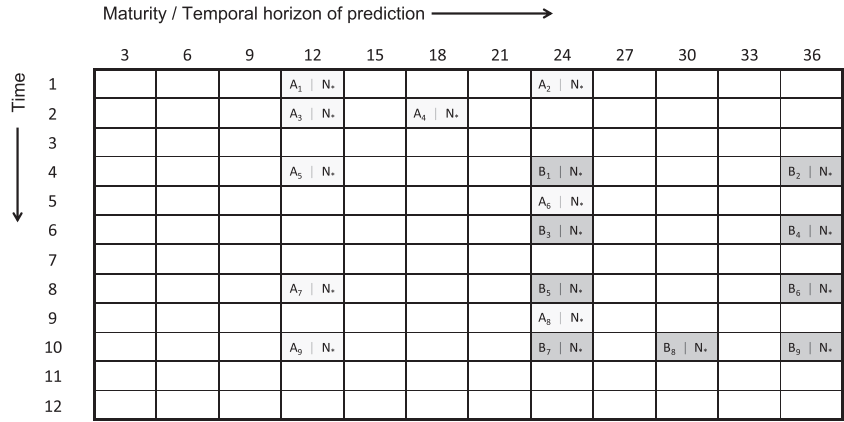 Maturity / Temporal horizon of prediction
3 6 9 12 15 18 21 24 27 30 33 36
Time
1 A₁ | N* A₂ | N*
2 A₃ | N* A₄ | N*
3
4 A₅ | N* B₁ | N* B₂ | N*
5 A₆ | N*
6 B₃ | N* B₄ | N*
7
8 A₇ | N* B₅ | N* B₆ | N*
9 A₈ | N*
10 A₉ | N* B₇ | N* B₈ | N* B₉ | N*
11
12